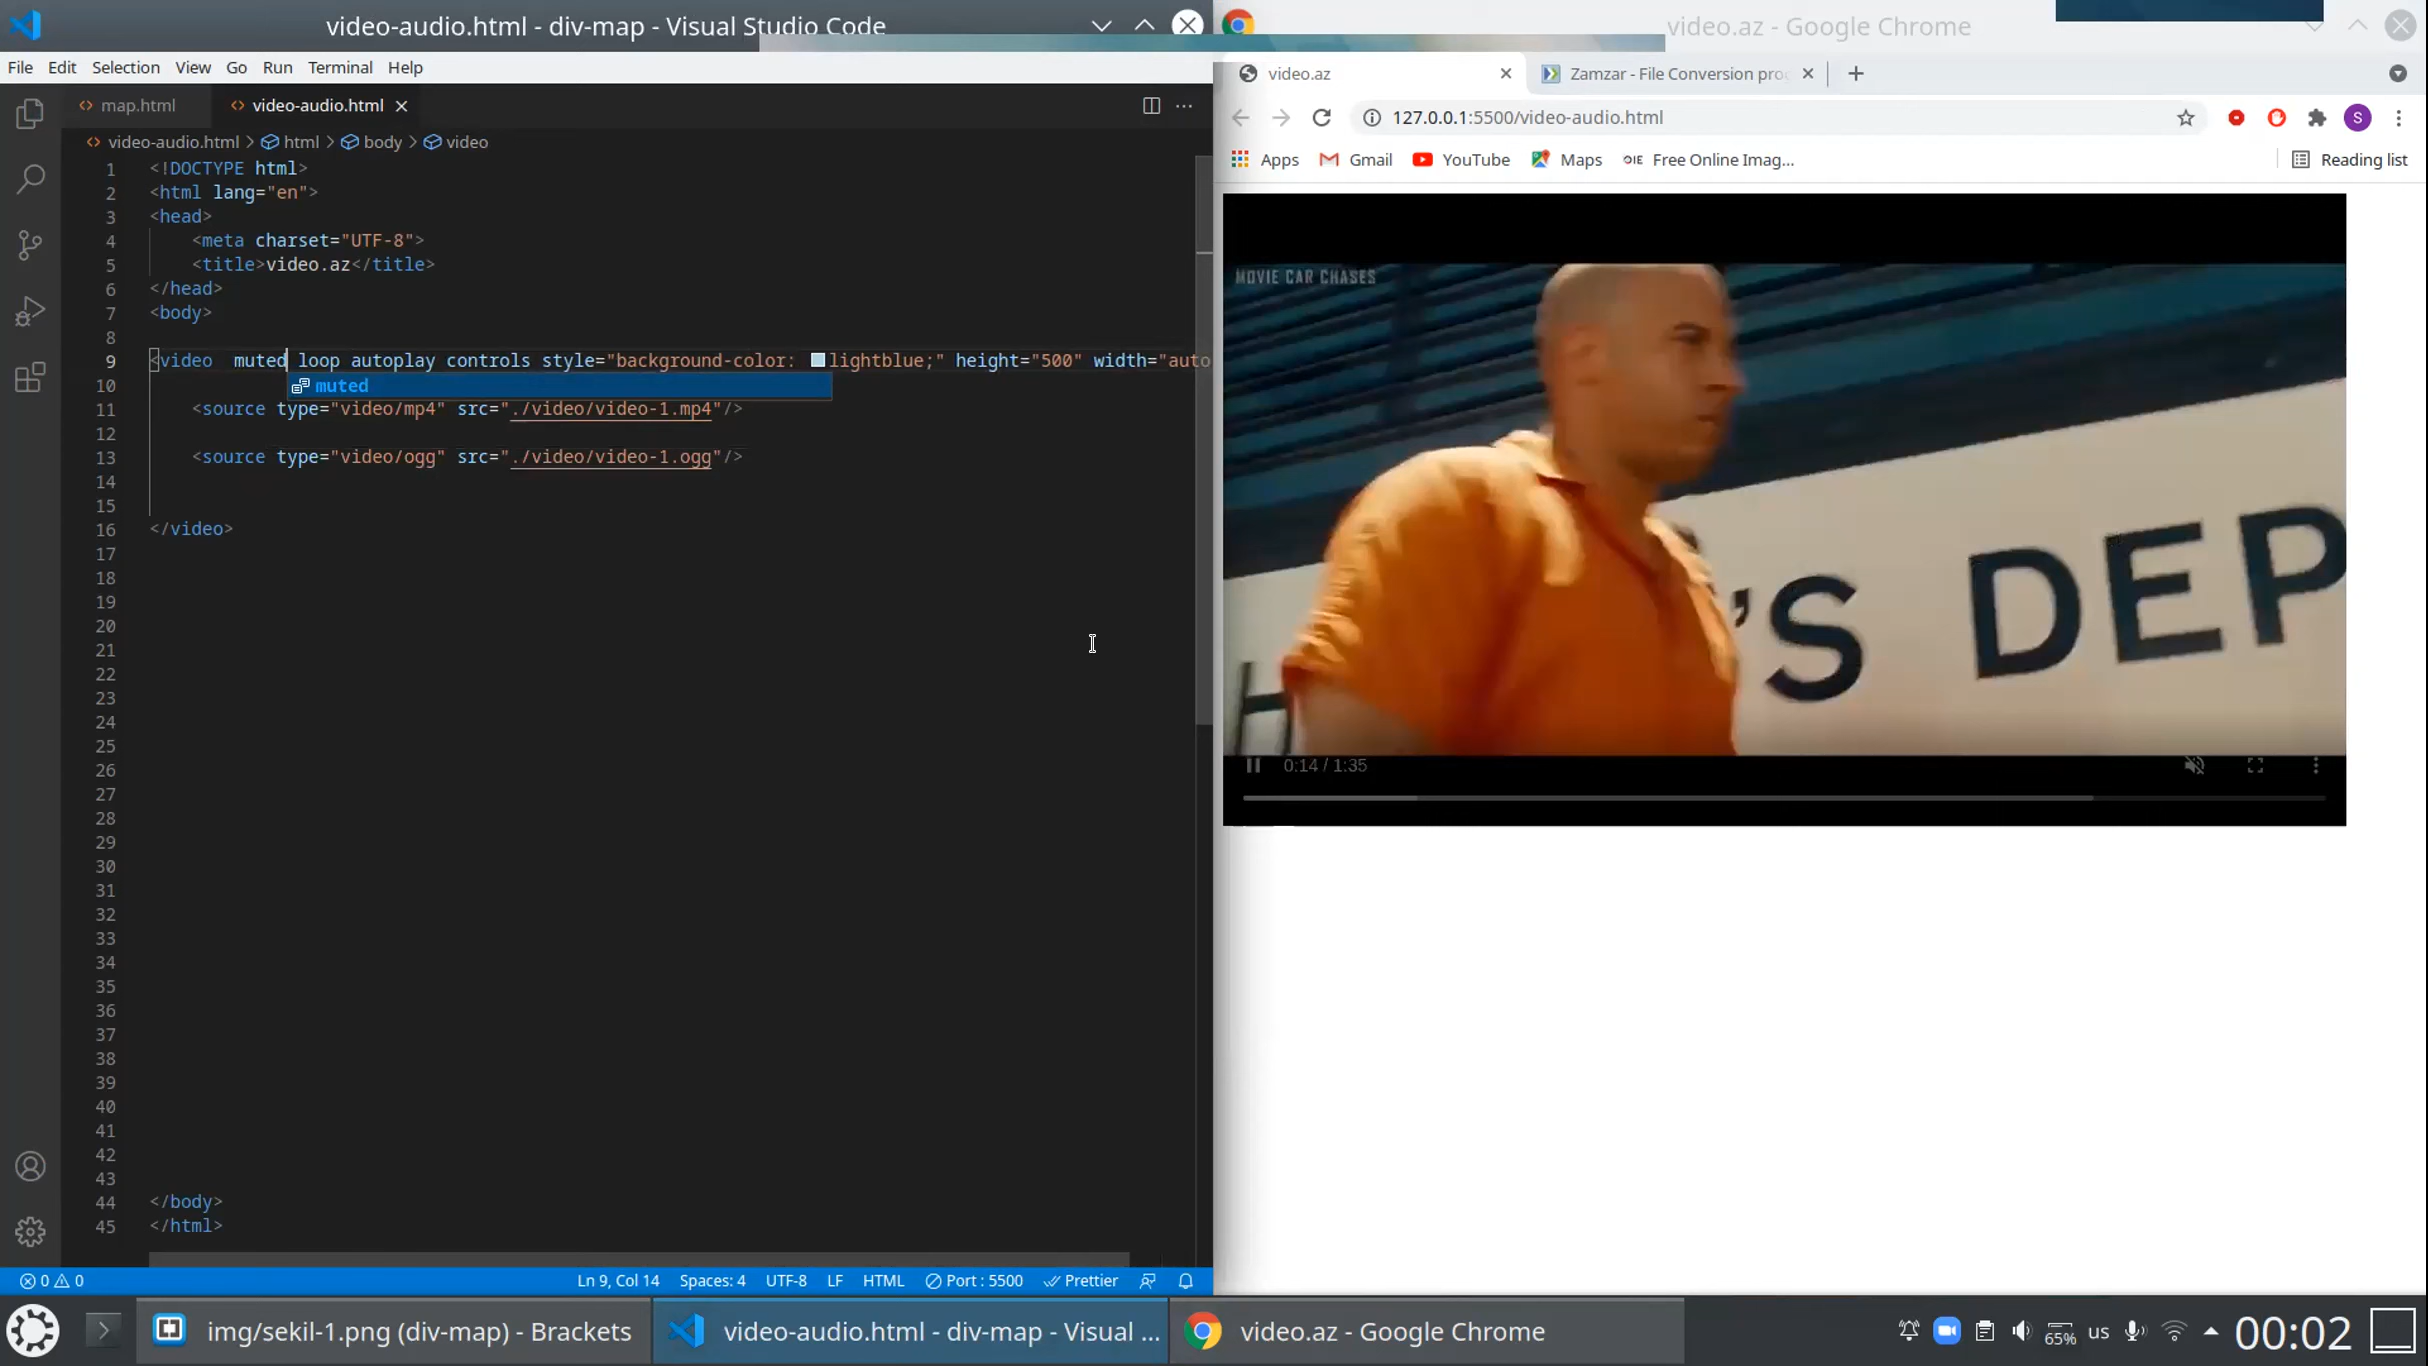 video-audio.html - div-map - Visual Studio Code
File Edit Selection View Go Run Terminal Help
map.html video-audio.html
video-audio.html > html > body > video
1 <!DOCTYPE html>
2 <html lang="en">
3 <head>
4 <meta charset="UTF-8">
5 <title>video.az</title>
6 </head>
7 <body>
8
9 <video  muted loop autoplay controls style="background-color: lightblue;" height="500" width="auto
muted
10
11 <source type="video/mp4" src="./video/video-1.mp4"/>
12
13 <source type="video/ogg" src="./video/video-1.ogg"/>
14
15
16 </video>
17
18
19
20
21
22
23
24
25
26
27
28
29
30
31
32
33
34
35
36
37
38
39
40
41
42
43
44 </body>
45 </html>
0 0 Ln 9, Col 14 Spaces: 4 UTF-8 LF HTML Port : 5500 Prettier
video.az - Google Chrome
video.az Zamzar - File Conversion pro
127.0.0.1:5500/video-audio.html S
Apps Gmail YouTube Maps OIE Free Online Imag... Reading list
MOVIE CAR CHASES
'S DEP
0:14 / 1:35
img/sekil-1.png (div-map) - Brackets
video-audio.html - div-map - Visual ...
video.az - Google Chrome
65% us 00:02